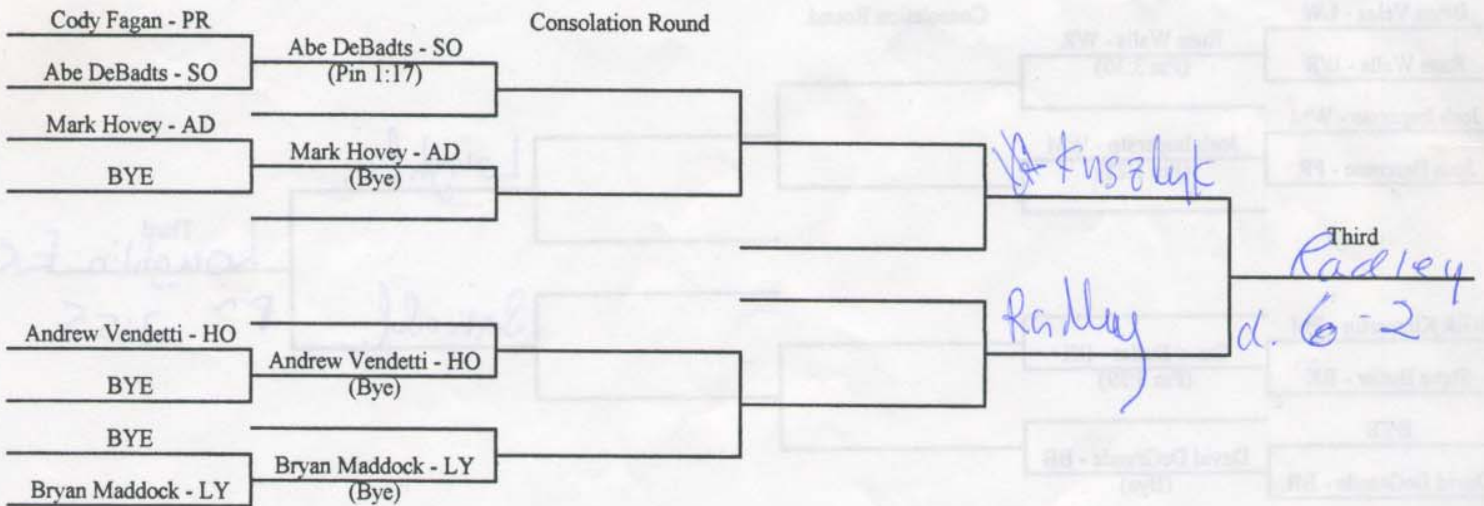 Consolation Round
Cody Fagan - PR
Abe DeBadts - SO
Abe DeBadts - SO
(Pin 1:17)
Mark Hovey - AD
BYE
Mark Hovey - AD
(Bye)
Andrew Vendetti - HO
BYE
Andrew Vendetti - HO
(Bye)
BYE
Bryan Maddock - LY
Bryan Maddock - LY
(Bye)
Radley
Third
Radley
d. 6-2